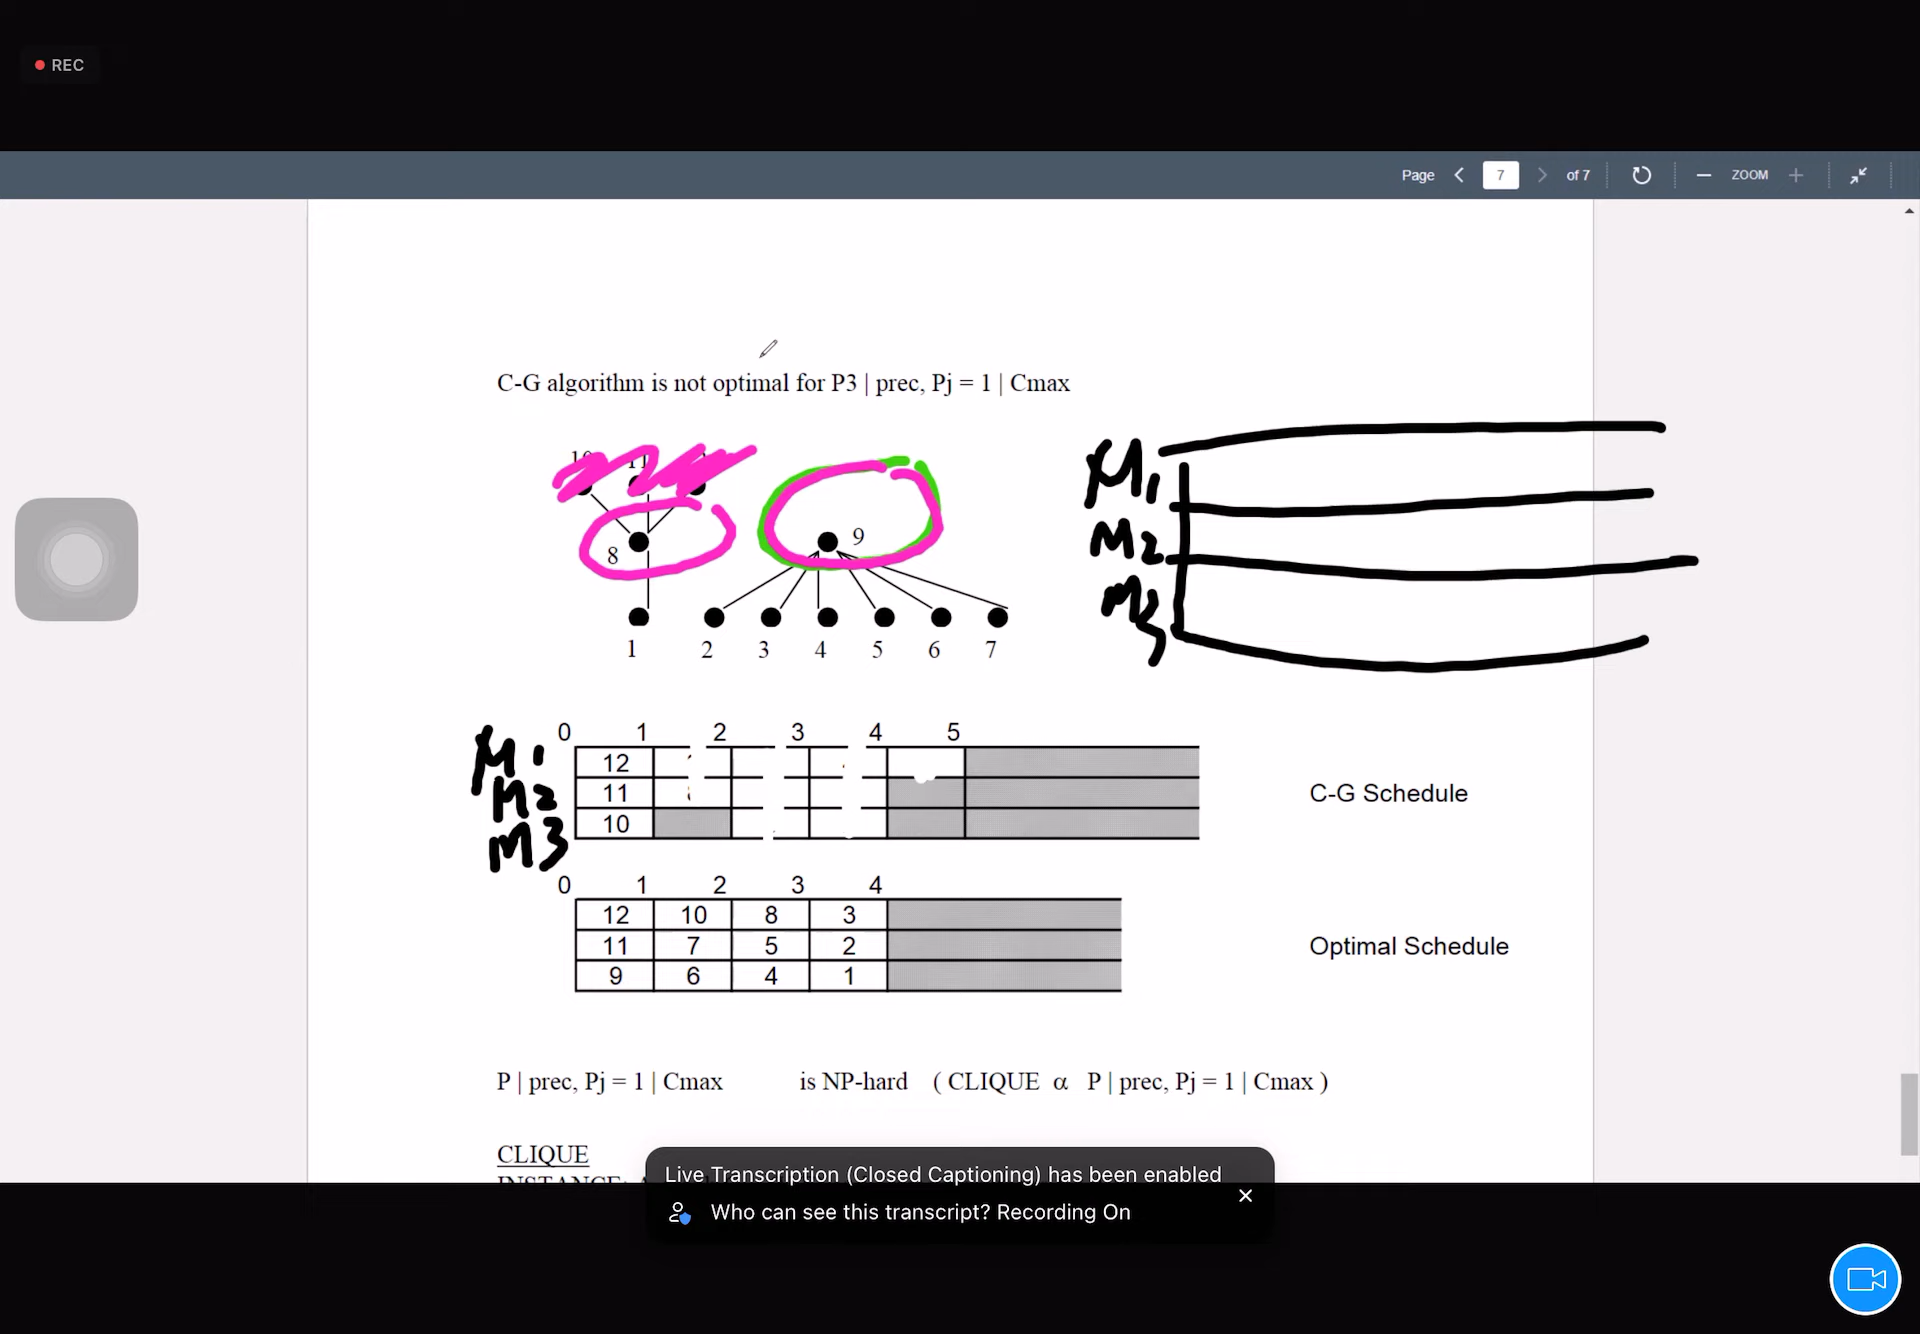 REC
Page 7 of 7 ZOOM
C-G algorithm is not optimal for P3 | prec, Pj = 1 | Cmax
11
9
8
1 2 3 4 5 6 7
M1
M2
M3
M1
M2
M3
0 1 2 3 4 5
12
11
10
C-G Schedule
0 1 2 3 4
12 10 8 3
11 7 5 2
9 6 4 1
Optimal Schedule
P | prec, Pj = 1 | Cmax is NP-hard ( CLIQUE α P | prec, Pj = 1 | Cmax )
CLIQUE
Live Transcription (Closed Captioning) has been enabled
Who can see this transcript? Recording On